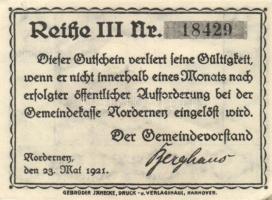 Reihe III Nr. 18429
Dieser Gutschein verliert seine Gültigkeit,
wenn er nicht innerhalb eines Monats nach
erfolgter öffentlicher Aufforderung bei der
Gemeindekasse Norderney eingelöst wird.
Der Gemeindevorstand
Norderney,
den 23. Mai 1921.
Berghaus
GEBRÜDER JÄNECKE, DRUCK- u. VERLAGSHAUS, HANNOVER.